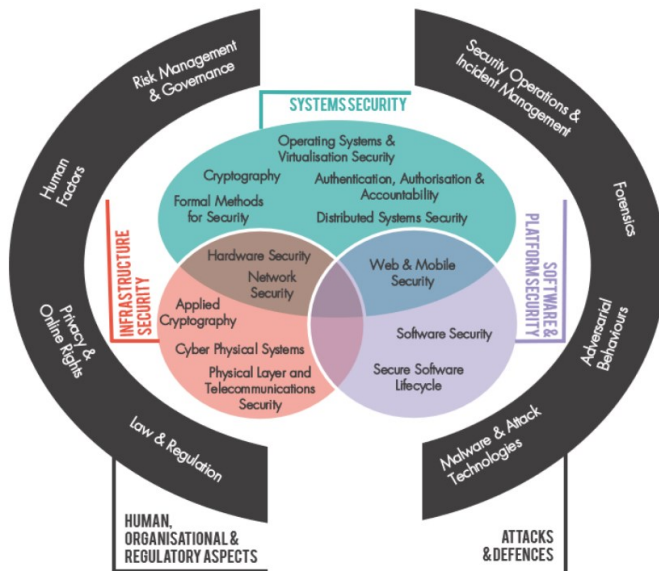 Risk Management
& Governance
Human
Factors
Privacy &
Online Rights
Law & Regulation
HUMAN,
ORGANISATIONAL &
REGULATORY ASPECTS
SYSTEMS SECURITY
Operating Systems &
Virtualisation Security
Cryptography
Authentication, Authorisation &
Accountability
Formal Methods
for Security
Distributed Systems Security
INFRASTRUCTURE
SECURITY
Hardware Security
Network
Security
Applied
Cryptography
Cyber Physical Systems
Physical Layer and
Telecommunications
Security
Web & Mobile
Security
Software Security
Secure Software
Lifecycle
SOFTWARE &
PLATFORM SECURITY
Security Operations &
Incident Management
Forensics
Adversarial
Behaviours
Malware & Attack
Technologies
ATTACKS
& DEFENCES